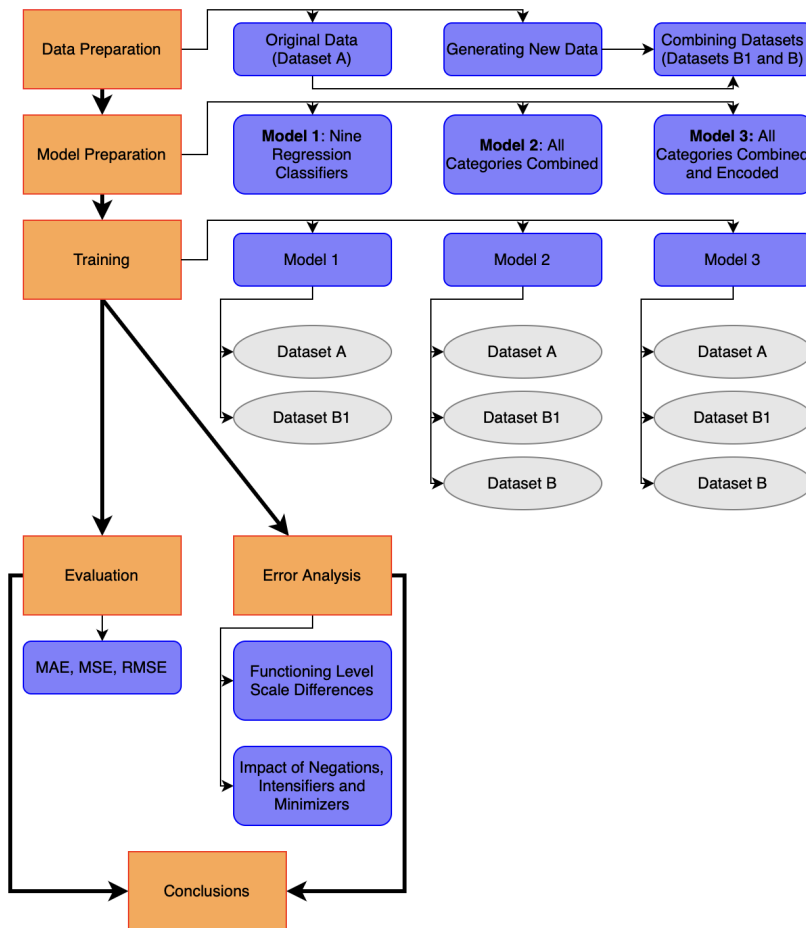 Data Preparation
Original Data
(Dataset A)
Generating New Data
Combining Datasets
(Datasets B1 and B)
Model Preparation
Model 1: Nine
Regression
Classifiers
Model 2: All
Categories Combined
Model 3: All
Categories Combined
and Encoded
Training
Model 1
Model 2
Model 3
Dataset A
Dataset A
Dataset A
Dataset B1
Dataset B1
Dataset B1
Dataset B
Dataset B
Evaluation
Error Analysis
MAE, MSE, RMSE
Functioning Level
Scale Differences
Impact of Negations,
Intensifiers and
Minimizers
Conclusions